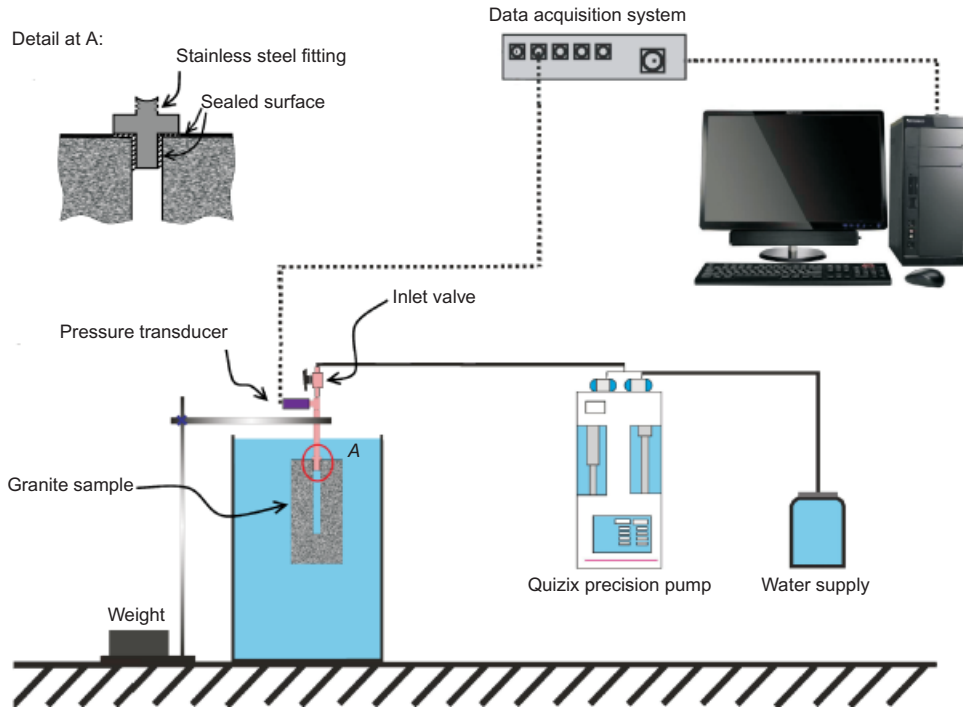 Data acquisition system
Detail at A:
Stainless steel fitting
Sealed surface
Inlet valve
Pressure transducer
A
Granite sample
Quizix precision pump
Water supply
Weight